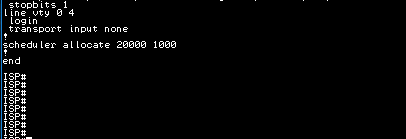 stopbits 1
line vty 0 4
login
transport input none
!
scheduler allocate 20000 1000
!
end
ISP#
ISP#
ISP#
ISP#
ISP#
ISP#
ISP#
ISP#